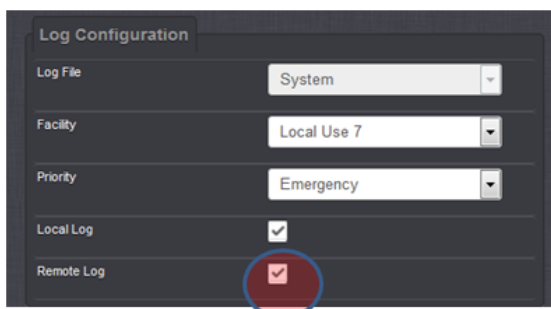 Log Configuration
Log File System
Facility Local Use 7
Priority Emergency
Local Log
Remote Log